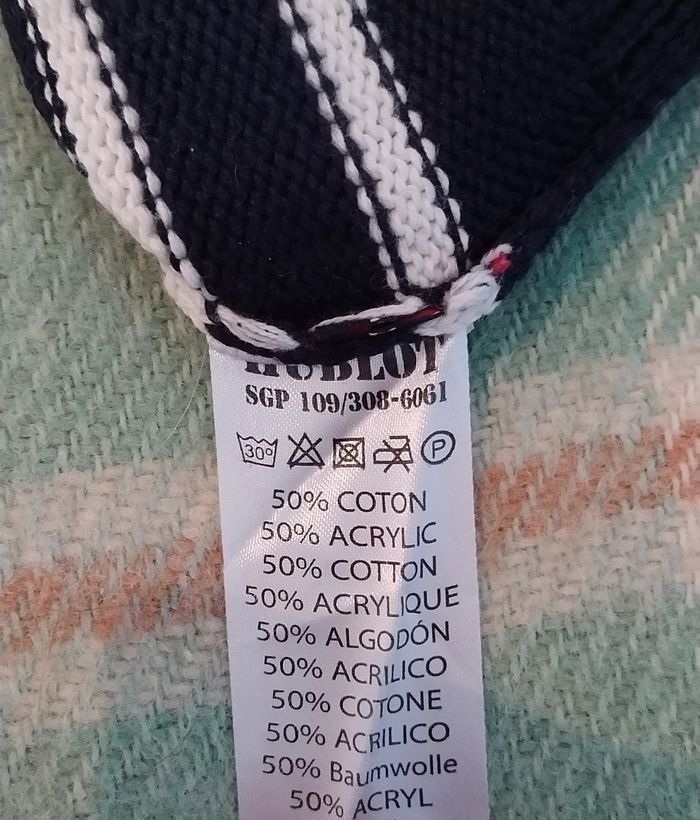 HUBLOT
SGP 109/308-6061
30°
P
50% COTON
50% ACRYLIC
50% COTTON
50% ACRYLIQUE
50% ALGODÓN
50% ACRILICO
50% COTONE
50% ACRILICO
50% Baumwolle
50% ACRYL